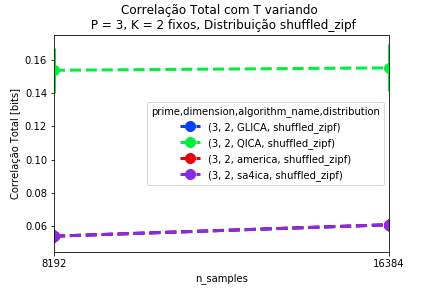 Correlação Total com T variando
P = 3, K = 2 fixos, Distribuição shuffled_zipf
Correlação Total [bits]
0.16
0.14
0.12
0.10
0.08
0.06
prime,dimension,algorithm_name,distribution
(3, 2, GLICA, shuffled_zipf)
(3, 2, QICA, shuffled_zipf)
(3, 2, america, shuffled_zipf)
(3, 2, sa4ica, shuffled_zipf)
8192
16384
n_samples